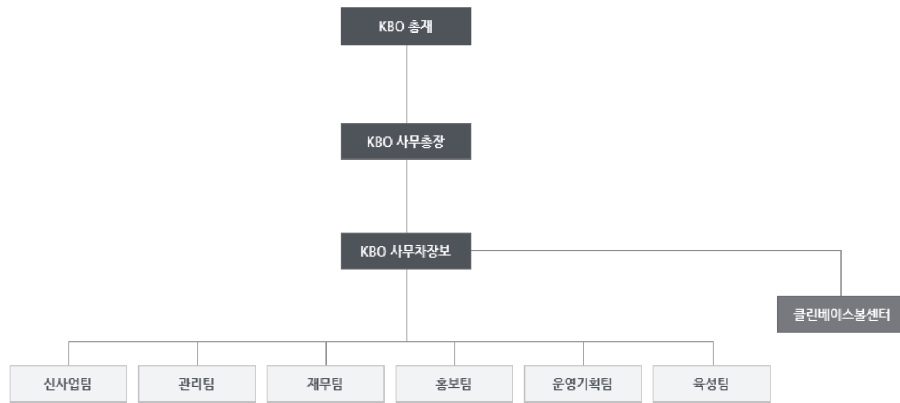 KBO 총재
KBO 사무총장
KBO 사무차장보
클린베이스볼센터
신사업팀
관리팀
재무팀
홍보팀
운영기획팀
육성팀